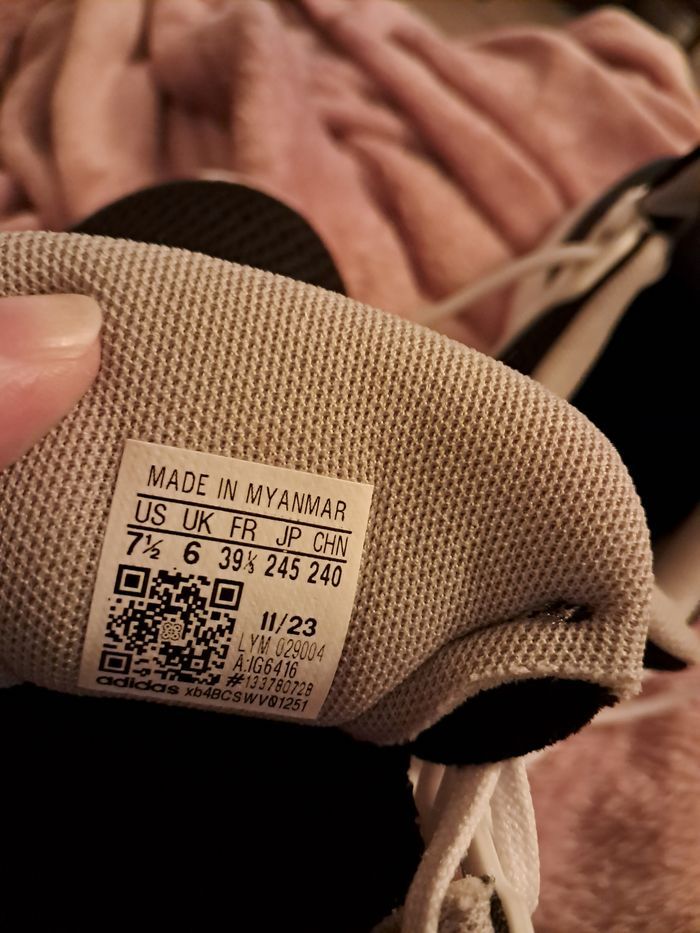 MADE IN MYANMAR
US UK FR JP CHN
7½ 6 39⅓ 245 240
11/23
LYM 029004
A:IG6416
#133780728
adidas xb4BCSWV01251